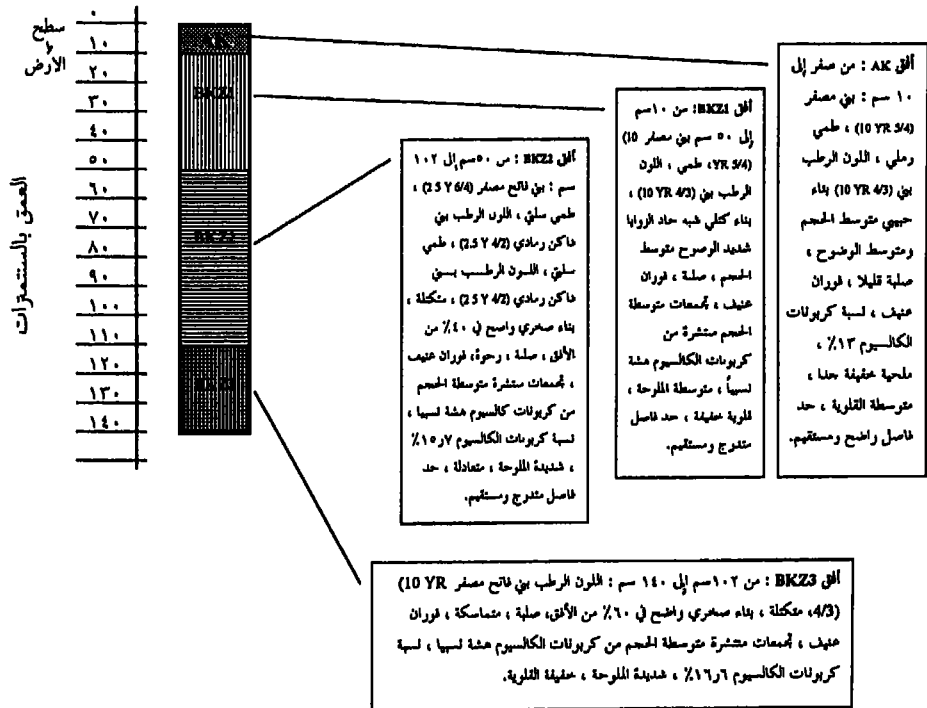 سطح
و
الأرض
العمق بالسنتمترات
٠
١٠
٢٠
٣٠
٤٠
٥٠
٦٠
٧٠
٨٠
٩٠
١٠٠
١١٠
١٢٠
١٣٠
١٤٠
AK
BKZ1
BKZ2
BKZ3
أفق AK : من صفر إلى
١٠ سم : بني مصفر
(10 YR 5/4) ، طمي
رملي ، اللون الرطب
بني (10 YR 4/3) بناء
حبيبي متوسط الحجم
ومتوسط الوضوح ،
صلبة قليلا ، فوران
عنيف ، نسبة كربونات
الكالسيوم ١٣٪ ،
ملحية خفيفة جدا ،
متوسطة القلوية ، حد
فاصل واضح ومستقيم.
أفق BKZ1: من ١٠سم
إلى ٥٠ سم بني مصفر (10
YR 5/4)، طمي ، اللون
الرطب بني (10 YR 4/3) ،
بناء كتلي شبه حاد الزوايا
شديد الوضوح متوسط
الحجم ، صلبة ، فوران
عنيف ، تجمعات متوسطة
الحجم منتشرة من
كربونات الكالسيوم هشة
نسبياً ، متوسطة الملوحة ،
قلوية خفيفة ، حد فاصل
متدرج ومستقيم.
أفق BKZ2 : من ٥٠سم إلى ١٠٢
سم : بني فاتح مصفر (2.5 Y 6/4) ،
طمي سلتي ، اللون الرطب بني
داكن رمادي (2.5 Y 4/2) ، طمي
سلتي ، اللون الرطب بني
داكن رمادي (2.5 Y 4/2) ، متكتلة ،
بناء صخري واضح في ٤٠٪ من
الأفق ، صلبة ، رخوة، فوران عنيف
، تجمعات منتشرة متوسطة الحجم
من كربونات كالسيوم هشة نسبيا ،
نسبة كربونات الكالسيوم ٧ر١٥٪
، شديدة الملوحة ، متعادلة ، حد
فاصل متدرج ومستقيم.
أفق BKZ3 : من ١٠٢سم إلى ١٤٠ سم : اللون الرطب بني فاتح مصفر (10 YR
4/3)، متكتلة ، بناء صخري واضح في ٦٠٪ من الأفق، صلبة ، متماسكة ، فوران
عنيف ، تجمعات منتشرة متوسطة الحجم من كربونات الكالسيوم هشة نسبيا ، نسبة
كربونات الكالسيوم ٦ر١٦٪ ، شديدة الملوحة ، خفيفة القلوية.